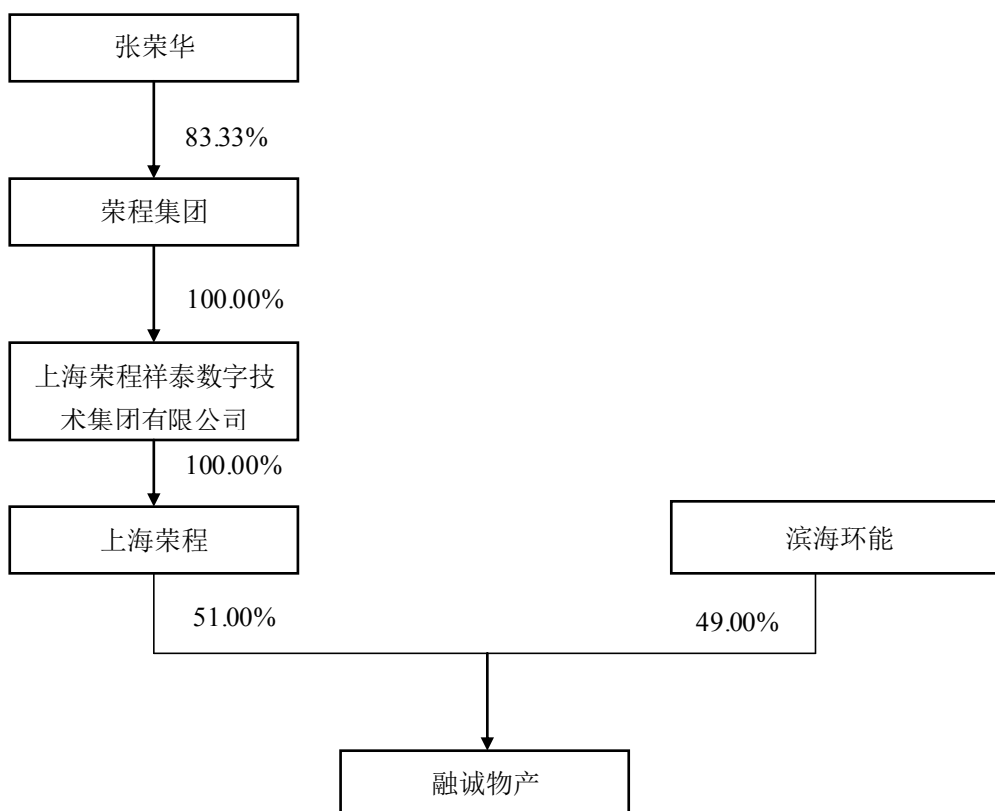 张荣华
83.33%
荣程集团
100.00%
上海荣程祥泰数字技
术集团有限公司
100.00%
上海荣程
滨海环能
51.00%
49.00%
融诚物产